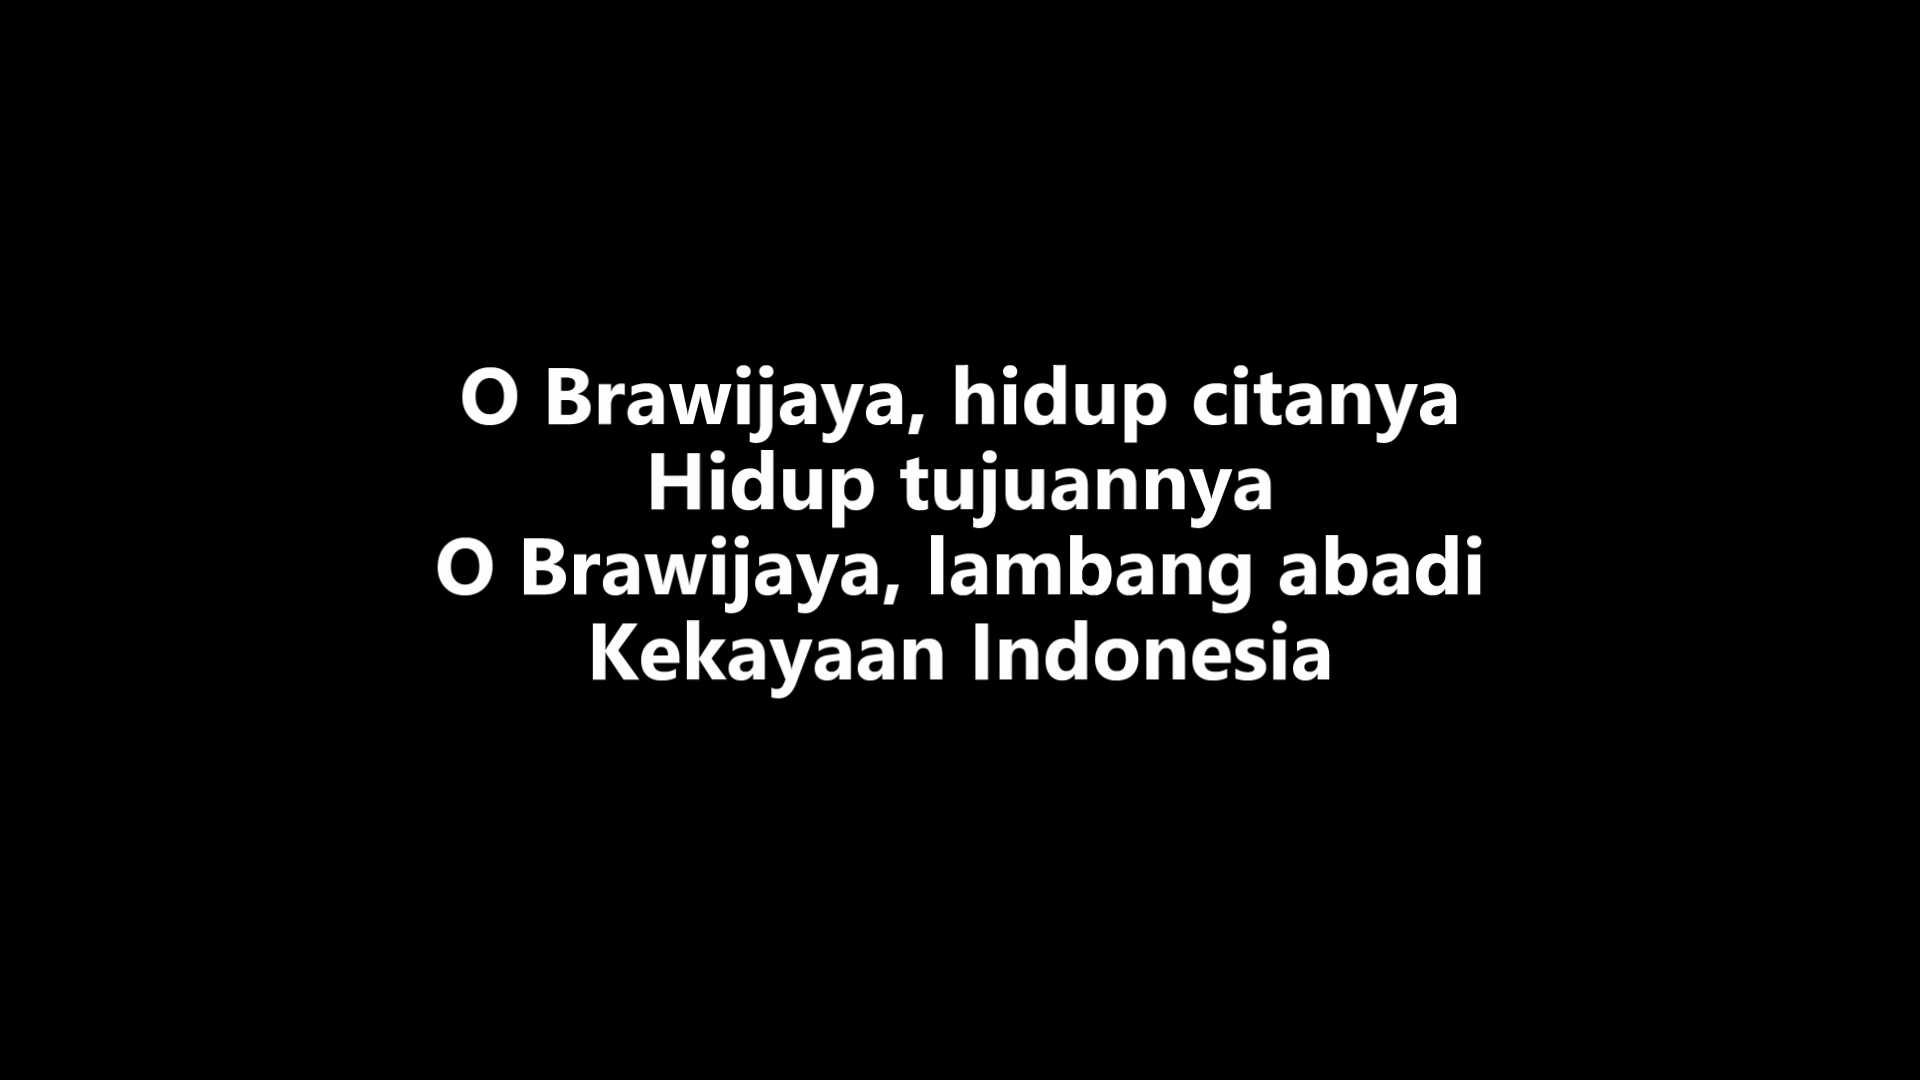 O Brawijaya, hidup citanya
Hidup tujuannya
O Brawijaya, lambang abadi
Kekayaan Indonesia